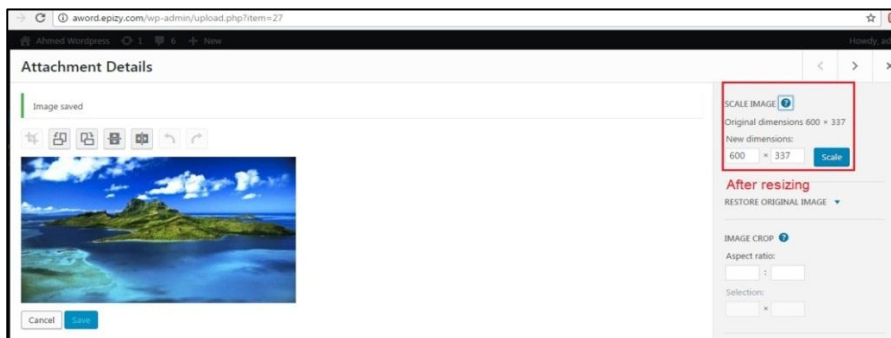 aword.epizy.com/wp-admin/upload.php?item=27
Ahmed Wordpress 1 6 + New Howdy, ad
Attachment Details
Image saved
SCALE IMAGE ?
Original dimensions 600 × 337
New dimensions:
600 × 337 Scale
After resizing
RESTORE ORIGINAL IMAGE
IMAGE CROP ?
Aspect ratio:
:
Selection:
×
Cancel Save